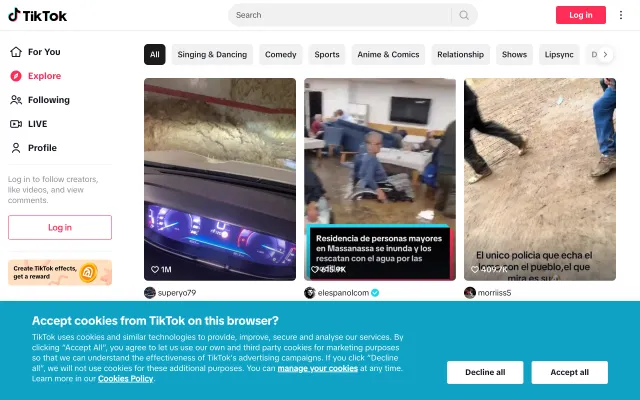 TikTok
Search
Log in
For You
Explore
Following
LIVE
Profile
Log in to follow creators,
like videos, and view
comments.
Log in
Create TikTok effects,
get a reward
All
Singing & Dancing
Comedy
Sports
Anime & Comics
Relationship
Shows
Lipsync
D
1M
superyo79
Residencia de personas mayores
en Massanassa se inunda y los
rescatan con el agua por las
elespanolcom
El unico policia que echa el
con el pueblo,el que
mira es su
409.7K
morriiss5
Accept cookies from TikTok on this browser?
TikTok uses cookies and similar technologies to provide, improve, secure and analyse our services. By
clicking “Accept All”, you agree to let us use our own and third party cookies for marketing purposes
so that we can understand the effectiveness of TikTok's advertising campaigns. If you click “Decline
all”, we will not use cookies for these additional purposes. You can manage your cookies at any time.
Learn more in our Cookies Policy.
Decline all
Accept all